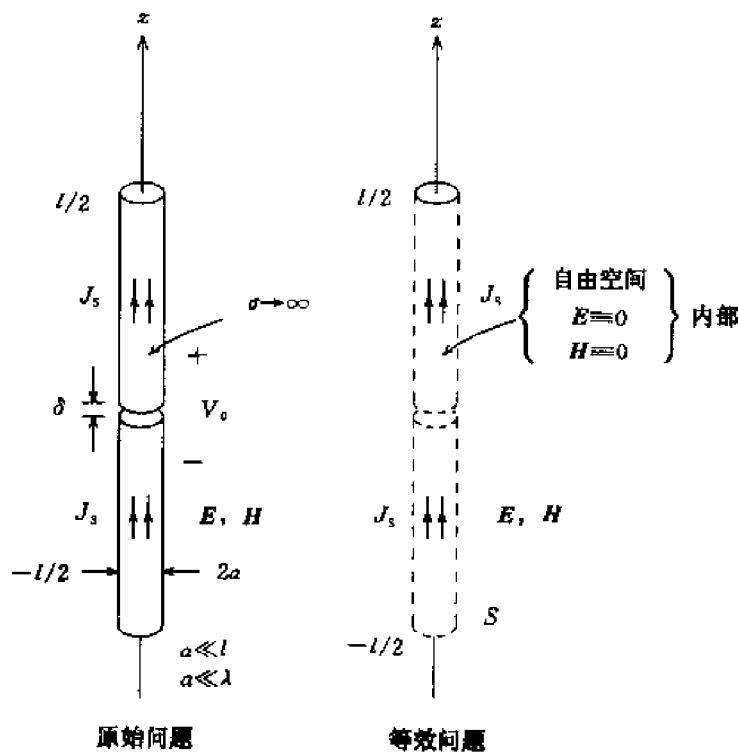 z
l/2
J_s
σ→∞
+
δ
V_0
−
J_s
E, H
−l/2
2a
a≪l
a≪λ
原始问题
z
l/2
J_s
自由空间
E≡0
H≡0
内部
J_s
E, H
S
−l/2
等效问题